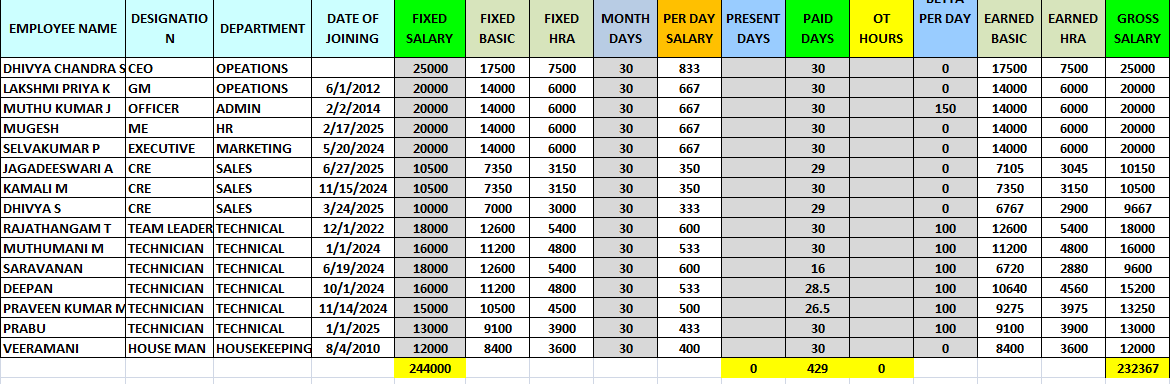 EMPLOYEE NAME DESIGNATIO N DEPARTMENT DATE OF JOINING FIXED SALARY FIXED BASIC FIXED HRA MONTH DAYS PER DAY SALARY PRESENT DAYS PAID DAYS OT HOURS PER DAY EARNED BASIC EARNED HRA GROSS SALARY
DHIVYA CHANDRA S CEO OPEATIONS 25000 17500 7500 30 833 30 0 17500 7500 25000
LAKSHMI PRIYA K GM OPEATIONS 6/1/2012 20000 14000 6000 30 667 30 0 14000 6000 20000
MUTHU KUMAR J OFFICER ADMIN 2/2/2014 20000 14000 6000 30 667 30 150 14000 6000 20000
MUGESH ME HR 2/17/2025 20000 14000 6000 30 667 30 0 14000 6000 20000
SELVAKUMAR P EXECUTIVE MARKETING 5/20/2024 20000 14000 6000 30 667 30 0 14000 6000 20000
JAGADEESWARI A CRE SALES 6/27/2025 10500 7350 3150 30 350 29 0 7105 3045 10150
KAMALI M CRE SALES 11/15/2024 10500 7350 3150 30 350 30 0 7350 3150 10500
DHIVYA S CRE SALES 3/24/2025 10000 7000 3000 30 333 29 0 6767 2900 9667
RAJATHANGAM T TEAM LEADER TECHNICAL 12/1/2022 18000 12600 5400 30 600 30 100 12600 5400 18000
MUTHUMANI M TECHNICIAN TECHNICAL 1/1/2024 16000 11200 4800 30 533 30 100 11200 4800 16000
SARAVANAN TECHNICIAN TECHNICAL 6/19/2024 18000 12600 5400 30 600 16 100 6720 2880 9600
DEEPAN TECHNICIAN TECHNICAL 10/1/2024 16000 11200 4800 30 533 28.5 100 10640 4560 15200
PRAVEEN KUMAR M TECHNICIAN TECHNICAL 11/14/2024 15000 10500 4500 30 500 26.5 100 9275 3975 13250
PRABU TECHNICIAN TECHNICAL 1/1/2025 13000 9100 3900 30 433 30 100 9100 3900 13000
VEERAMANI HOUSE MAN HOUSEKEEPING 8/4/2010 12000 8400 3600 30 400 30 0 8400 3600 12000
244000 0 429 0 232367